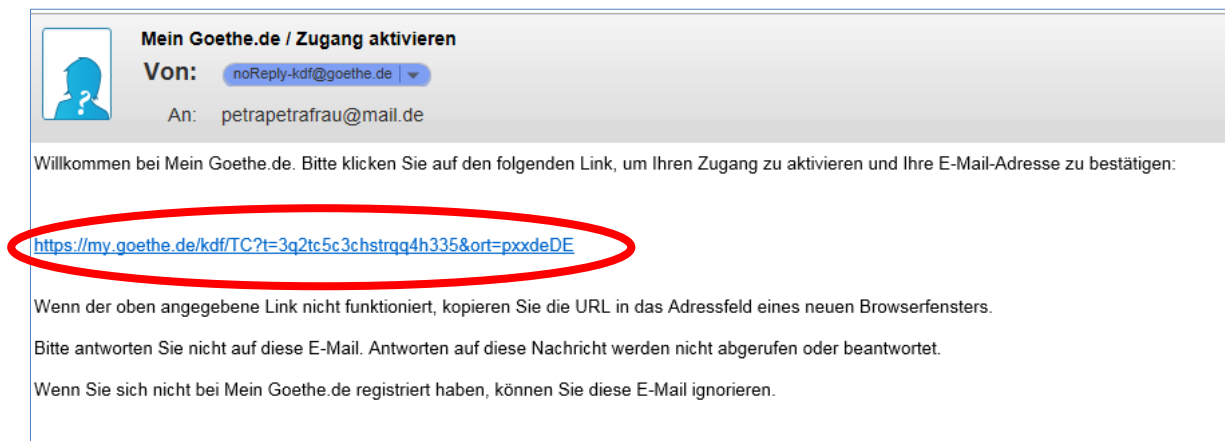 Mein Goethe.de / Zugang aktivieren
Von: noReply-kdf@goethe.de
An: petrapetrafrau@mail.de
Willkommen bei Mein Goethe.de. Bitte klicken Sie auf den folgenden Link, um Ihren Zugang zu aktivieren und Ihre E-Mail-Adresse zu bestätigen:
https://my.goethe.de/kdf/TC?t=3q2tc5c3chstrqq4h335&ort=pxxdeDE
Wenn der oben angegebene Link nicht funktioniert, kopieren Sie die URL in das Adressfeld eines neuen Browserfensters.
Bitte antworten Sie nicht auf diese E-Mail. Antworten auf diese Nachricht werden nicht abgerufen oder beantwortet.
Wenn Sie sich nicht bei Mein Goethe.de registriert haben, können Sie diese E-Mail ignorieren.